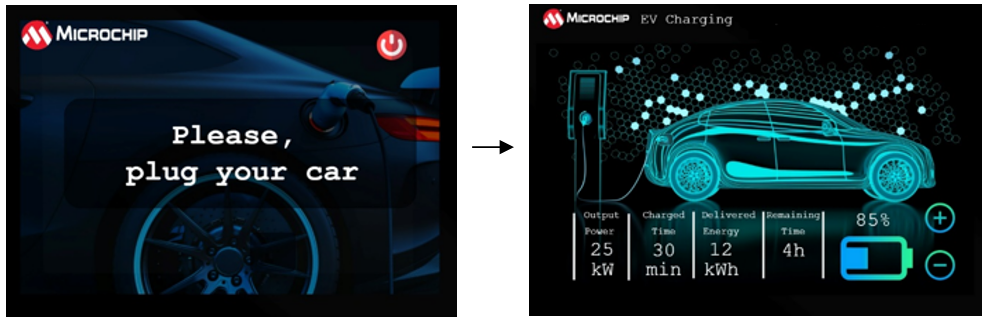 MICROCHIP
Please,
plug your car
MICROCHIP EV Charging
Output Power
25 kW
Charged Time
30 min
Delivered Energy
12 kWh
Remaining Time
4h
85%